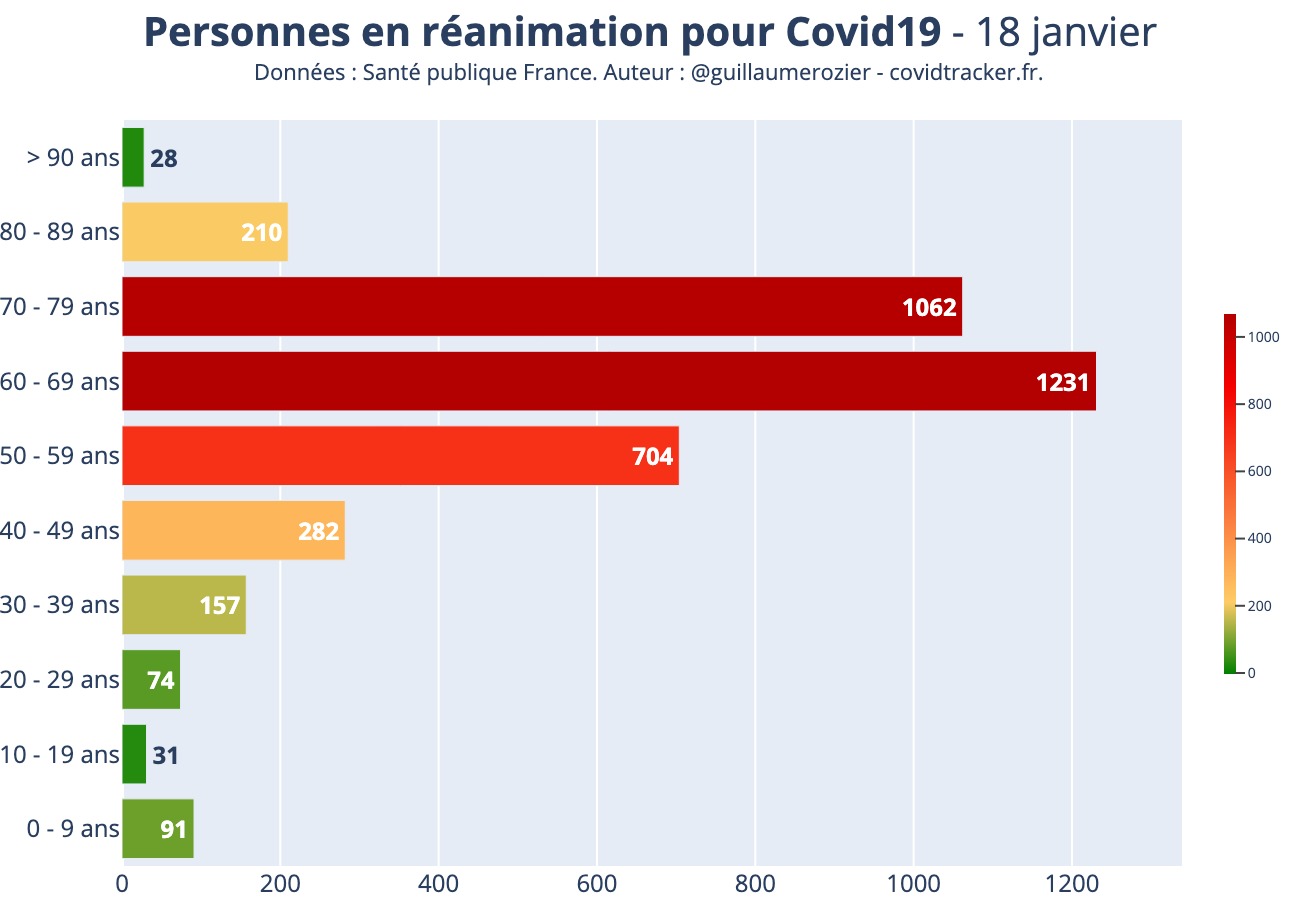 Personnes en réanimation pour Covid19 - 18 janvier
Données : Santé publique France. Auteur : @guillaumerozier - covidtracker.fr.
> 90 ans 28
80 - 89 ans 210
70 - 79 ans 1062
60 - 69 ans 1231
50 - 59 ans 704
40 - 49 ans 282
30 - 39 ans 157
20 - 29 ans 74
10 - 19 ans 31
0 - 9 ans 91
0 200 400 600 800 1000 1200
1000
800
600
400
200
0